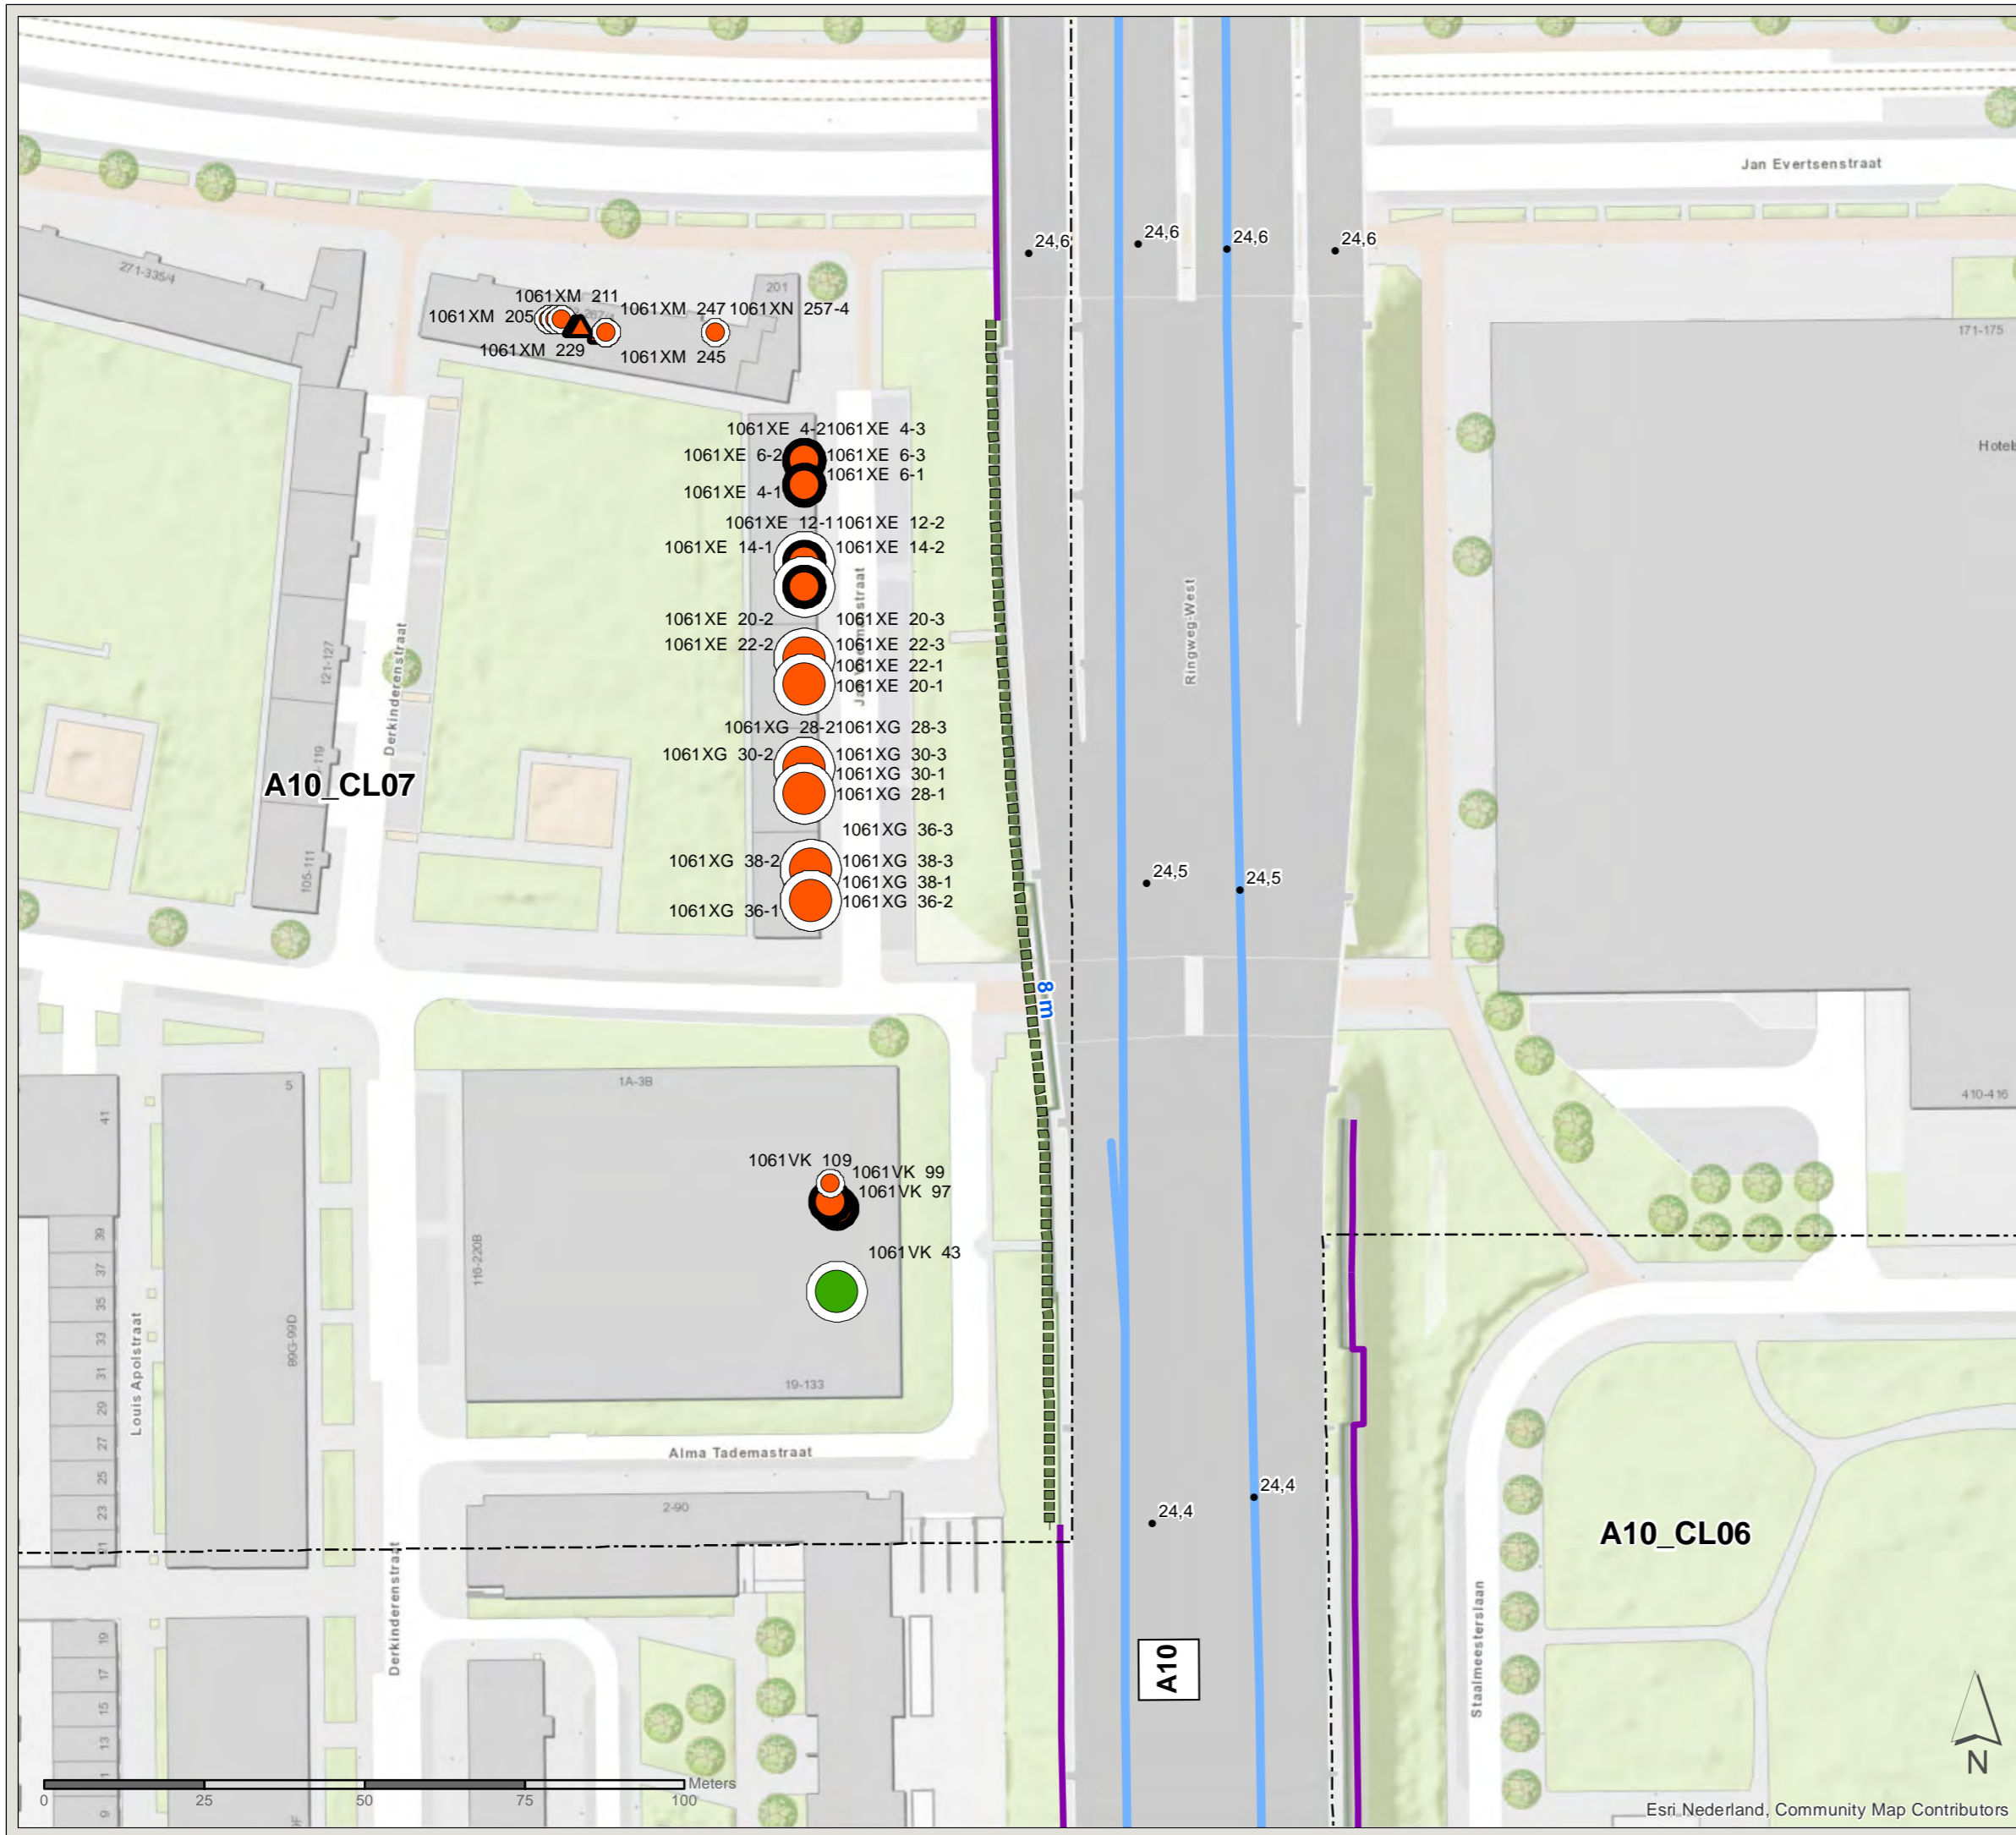 Jan Evertsenstraat
24,6
24,6
24,6
24,6
271-335/4
201
1061XM 211
1061XM 247
1061XN 257-4
1061XM 205
1061XM 229
1061XM 245
171-175
1061XE 4-2
1061XE 4-3
1061XE 6-2
1061XE 6-3
1061XE 6-1
1061XE 4-1
1061XE 12-1
1061XE 12-2
1061XE 14-1
1061XE 14-2
Ringweg-West
121-127
Derkinderenstraat
1061XE 20-2
1061XE 20-3
1061XE 22-2
1061XE 22-3
1061XE 22-1
1061XE 20-1
1061XG 28-2
1061XG 28-3
1061XG 30-2
1061XG 30-3
1061XG 30-1
1061XG 28-1
A10_CL07
1061XG 36-3
1061XG 38-2
1061XG 38-3
1061XG 38-1
1061XG 36-2
1061XG 36-1
105-111
24,5
24,5
8 m
5
41
1A-3B
410-416
1061VK 109
1061VK 99
1061VK 97
1061VK 43
116-220B
39
37
35
33
31
29
27
25
23
21
Louis Apolstraat
89G-99D
19-133
Alma Tademastraat
2-90
24,4
24,4
A10_CL06
Derkinderenstraat
Staalmeesterslaan
A10
19
17
15
13
9
N
0 25 50 75 100 Meters
Esri Nederland, Community Map Contributors